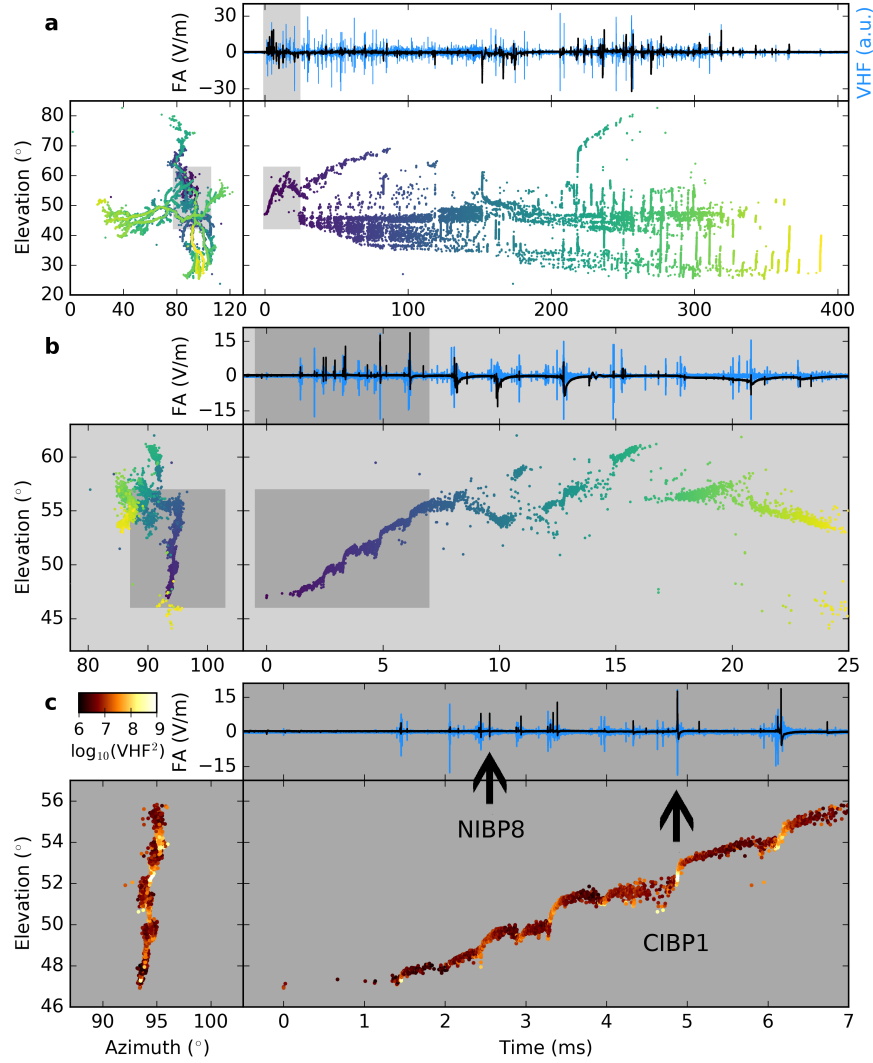 a
30
0
−30
FA (V/m)
VHF (a.u.)
80
70
60
50
40
30
20
Elevation (°)
0 40 80 120
0 100 200 300 400
b
15
0
−15
FA (V/m)
60
55
50
45
Elevation (°)
80 90 100
0 5 10 15 20 25
c
6 7 8 9
log10(VHF2)
15
0
−15
FA (V/m)
NIBP8
CIBP1
56
54
52
50
48
46
Elevation (°)
90 95 100
0 1 2 3 4 5 6 7
Azimuth (°)
Time (ms)